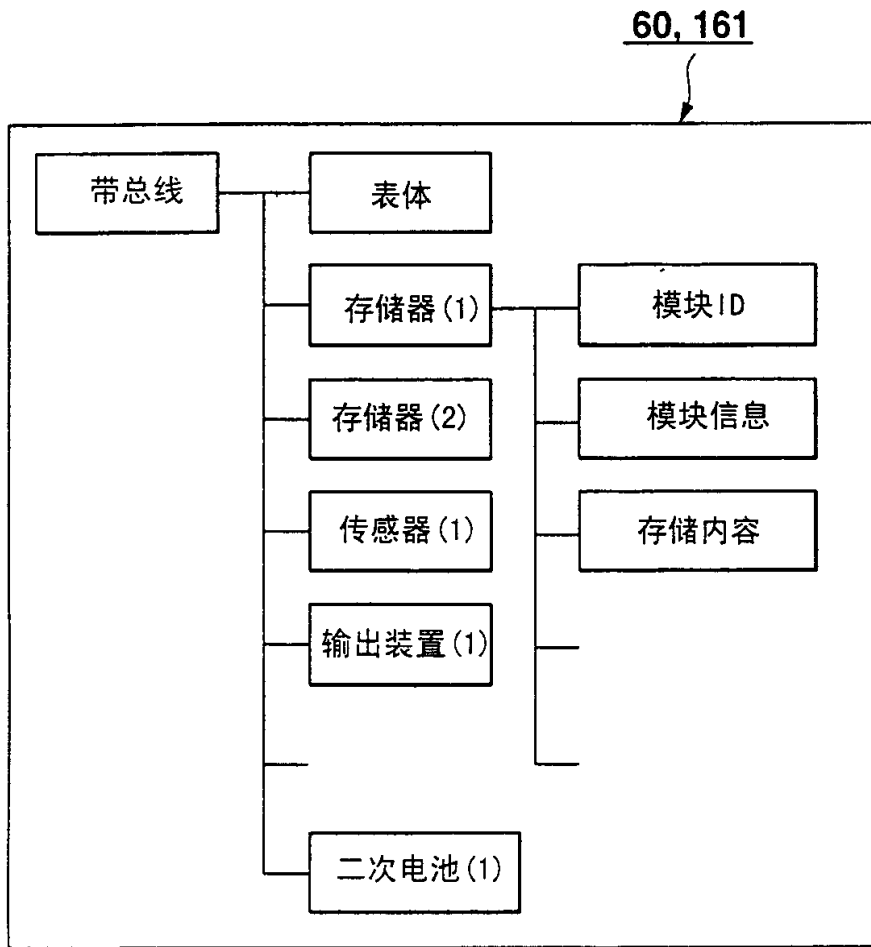 60, 161
带总线
表体
存储器(1)
模块ID
存储器(2)
模块信息
传感器(1)
存储内容
输出装置(1)
二次电池(1)